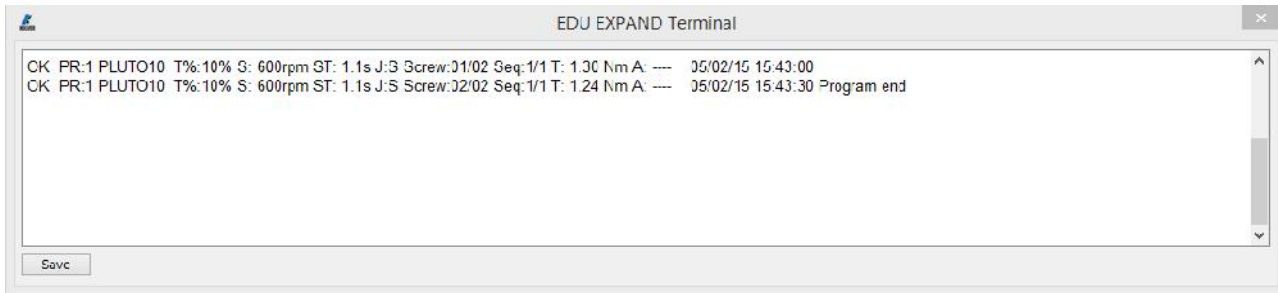 EDU EXPAND Terminal
OK PR:1 PLUTO10 T%:10% S: 600rpm ST: 1.1s J:S Screw:01/02 Seq:1/1 T: 1.30 Nm A: ---- 05/02/15 15:43:00
OK PR:1 PLUTO10 T%:10% S: 600rpm ST: 1.1s J:S Screw:02/02 Seq:1/1 T: 1.24 Nm A: ---- 05/02/15 15:43:30 Program end
Save